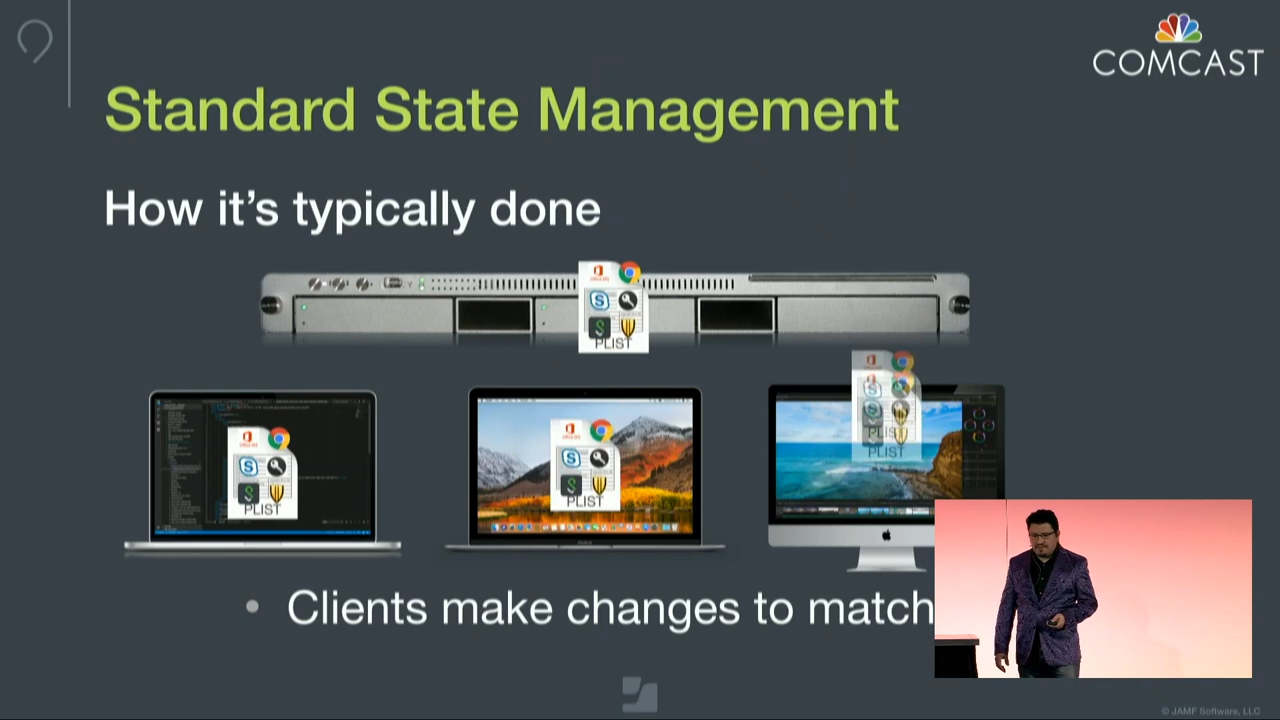 COMCAST
Standard State Management
How it's typically done
PLIST
PLIST
PLIST
PLIST
PLIST
Clients make changes to match
© JAMF Software, LLC